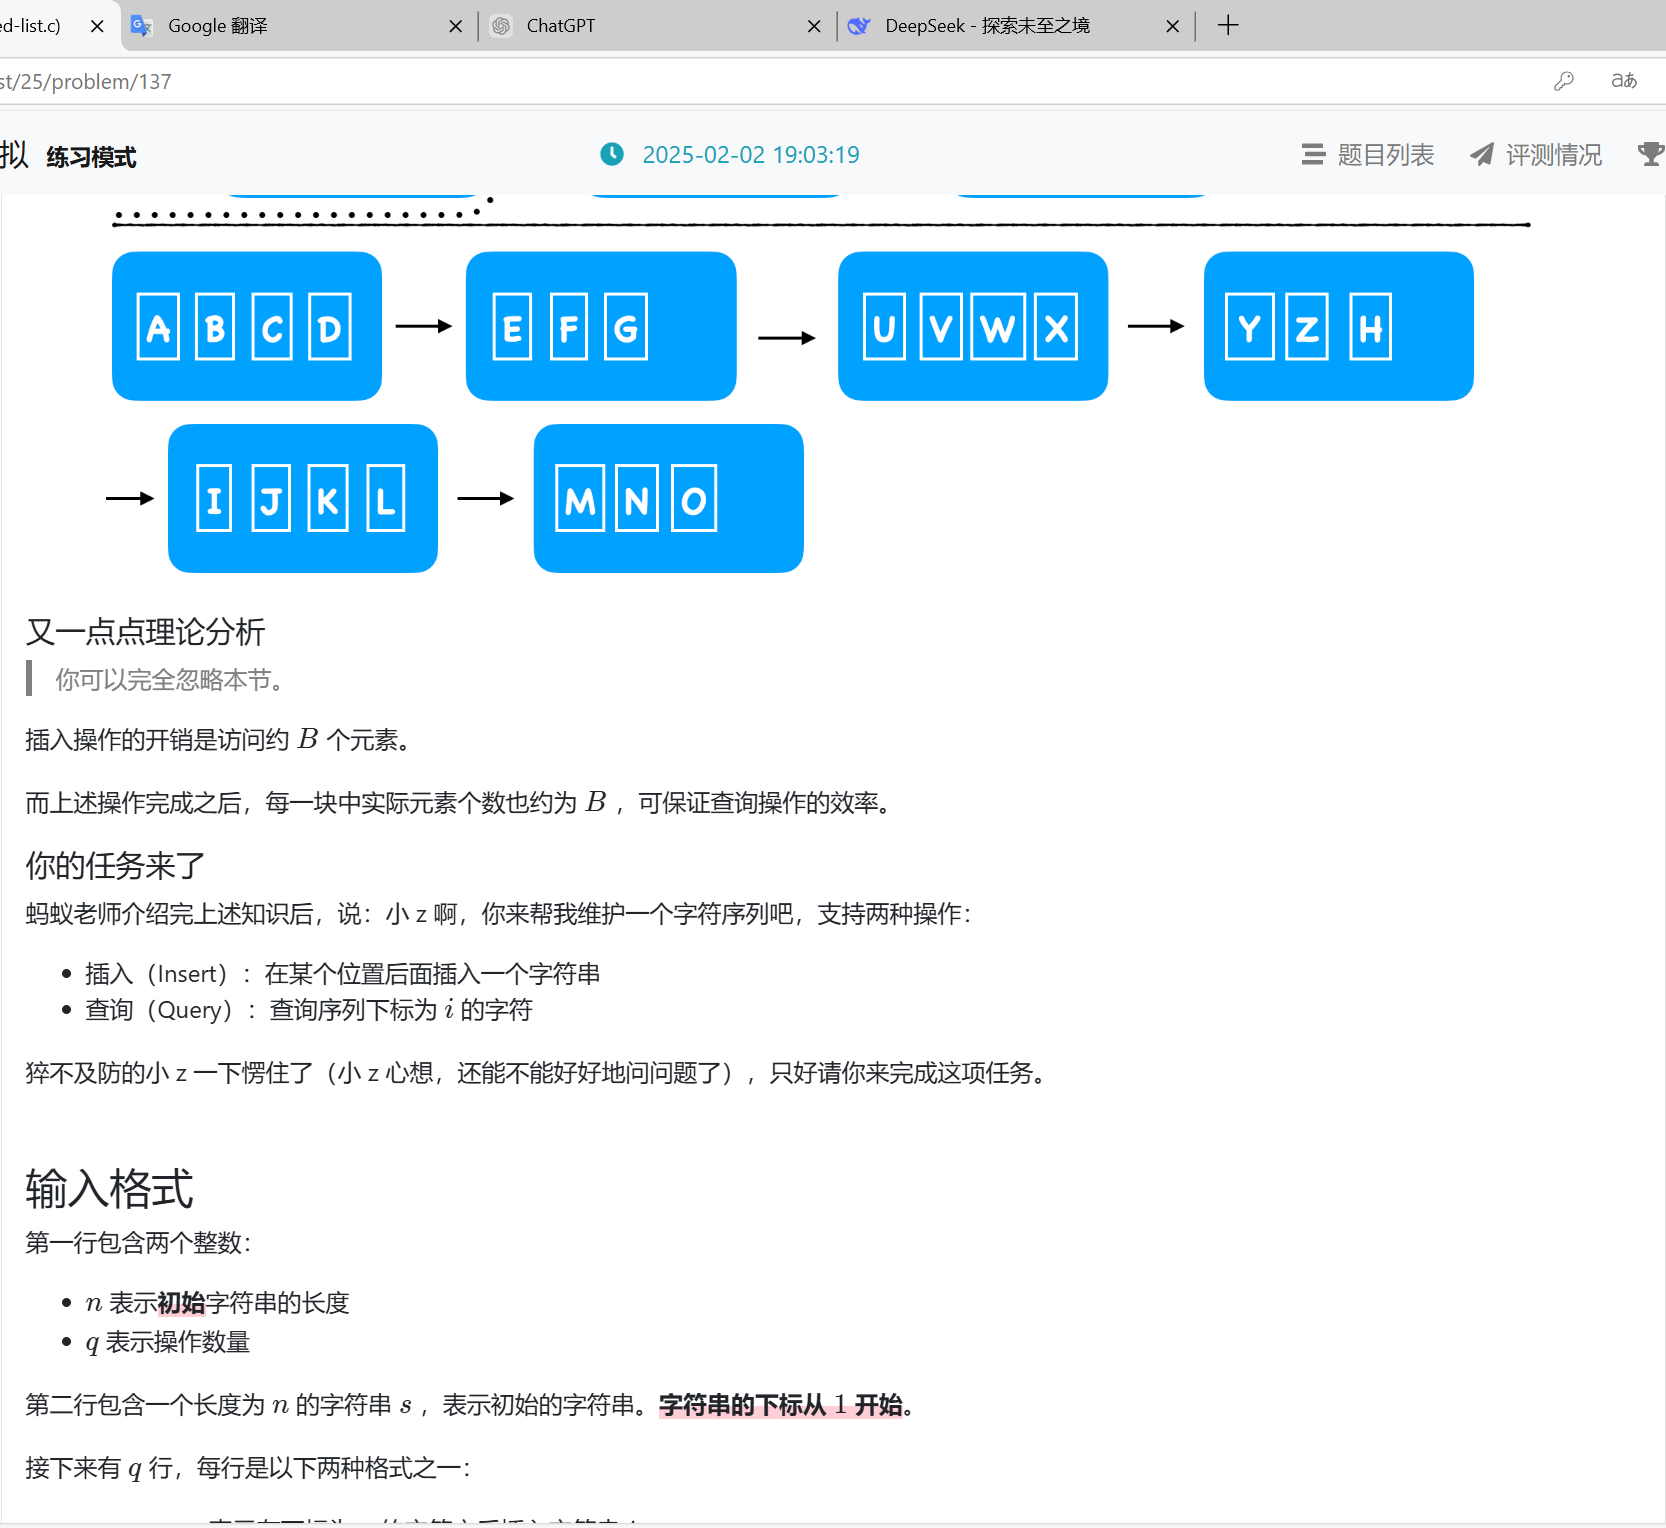 ed-list.c)
Google 翻译
ChatGPT
DeepSeek - 探索未至之境
st/25/problem/137
aあ
拟 练习模式
2025-02-02 19:03:19
题目列表
评测情况
A B C D
E F G
U V W X
Y Z H
I J K L
M N O
又一点点理论分析
你可以完全忽略本节。
插入操作的开销是访问约 B 个元素。
而上述操作完成之后，每一块中实际元素个数也约为 B ，可保证查询操作的效率。
你的任务来了
蚂蚁老师介绍完上述知识后，说：小 z 啊，你来帮我维护一个字符序列吧，支持两种操作：
插入（Insert）：在某个位置后面插入一个字符串
查询（Query）：查询序列下标为 i 的字符
猝不及防的小 z 一下愣住了（小 z 心想，还能不能好好地问问题了），只好请你来完成这项任务。
输入格式
第一行包含两个整数：
n 表示初始字符串的长度
q 表示操作数量
第二行包含一个长度为 n 的字符串 s ，表示初始的字符串。字符串的下标从 1 开始。
接下来有 q 行，每行是以下两种格式之一：